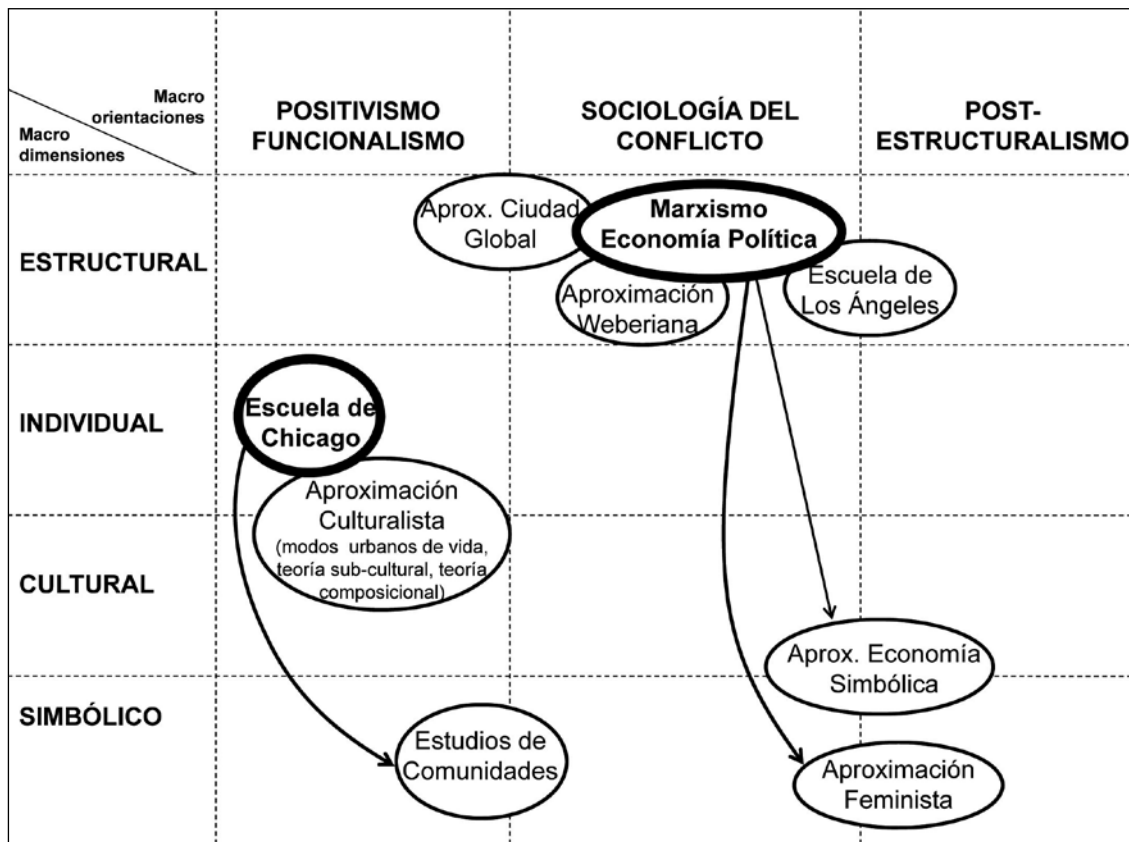 Macro
orientaciones
Macro
dimensiones
POSITIVISMO
FUNCIONALISMO
SOCIOLOGÍA DEL
CONFLICTO
POST-
ESTRUCTURALISMO
ESTRUCTURAL
Aprox. Ciudad
Global
Marxismo
Economía Política
Aproximación
Weberiana
Escuela de
Los Ángeles
INDIVIDUAL
Escuela de
Chicago
Aproximación
Culturalista
(modos urbanos de vida,
teoría sub-cultural, teoría
composicional)
CULTURAL
Aprox. Economía
Simbólica
SIMBÓLICO
Estudios de
Comunidades
Aproximación
Feminista